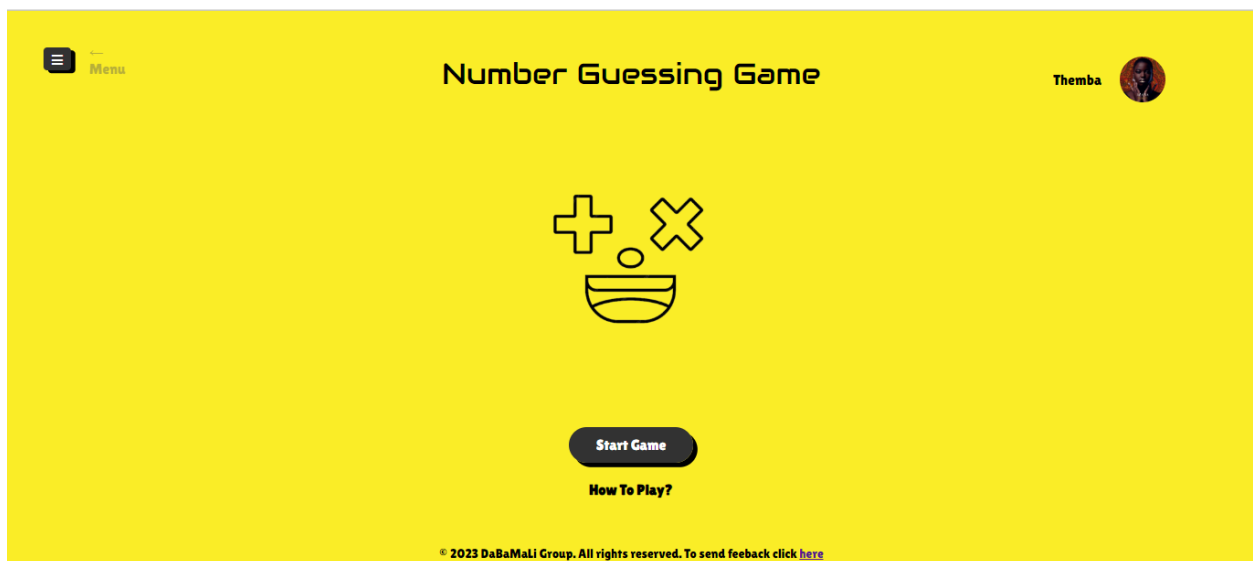 ←
Menu
Number Guessing Game
Themba
Start Game
How To Play?
© 2023 DaBaMaLi Group. All rights reserved. To send feeback click here